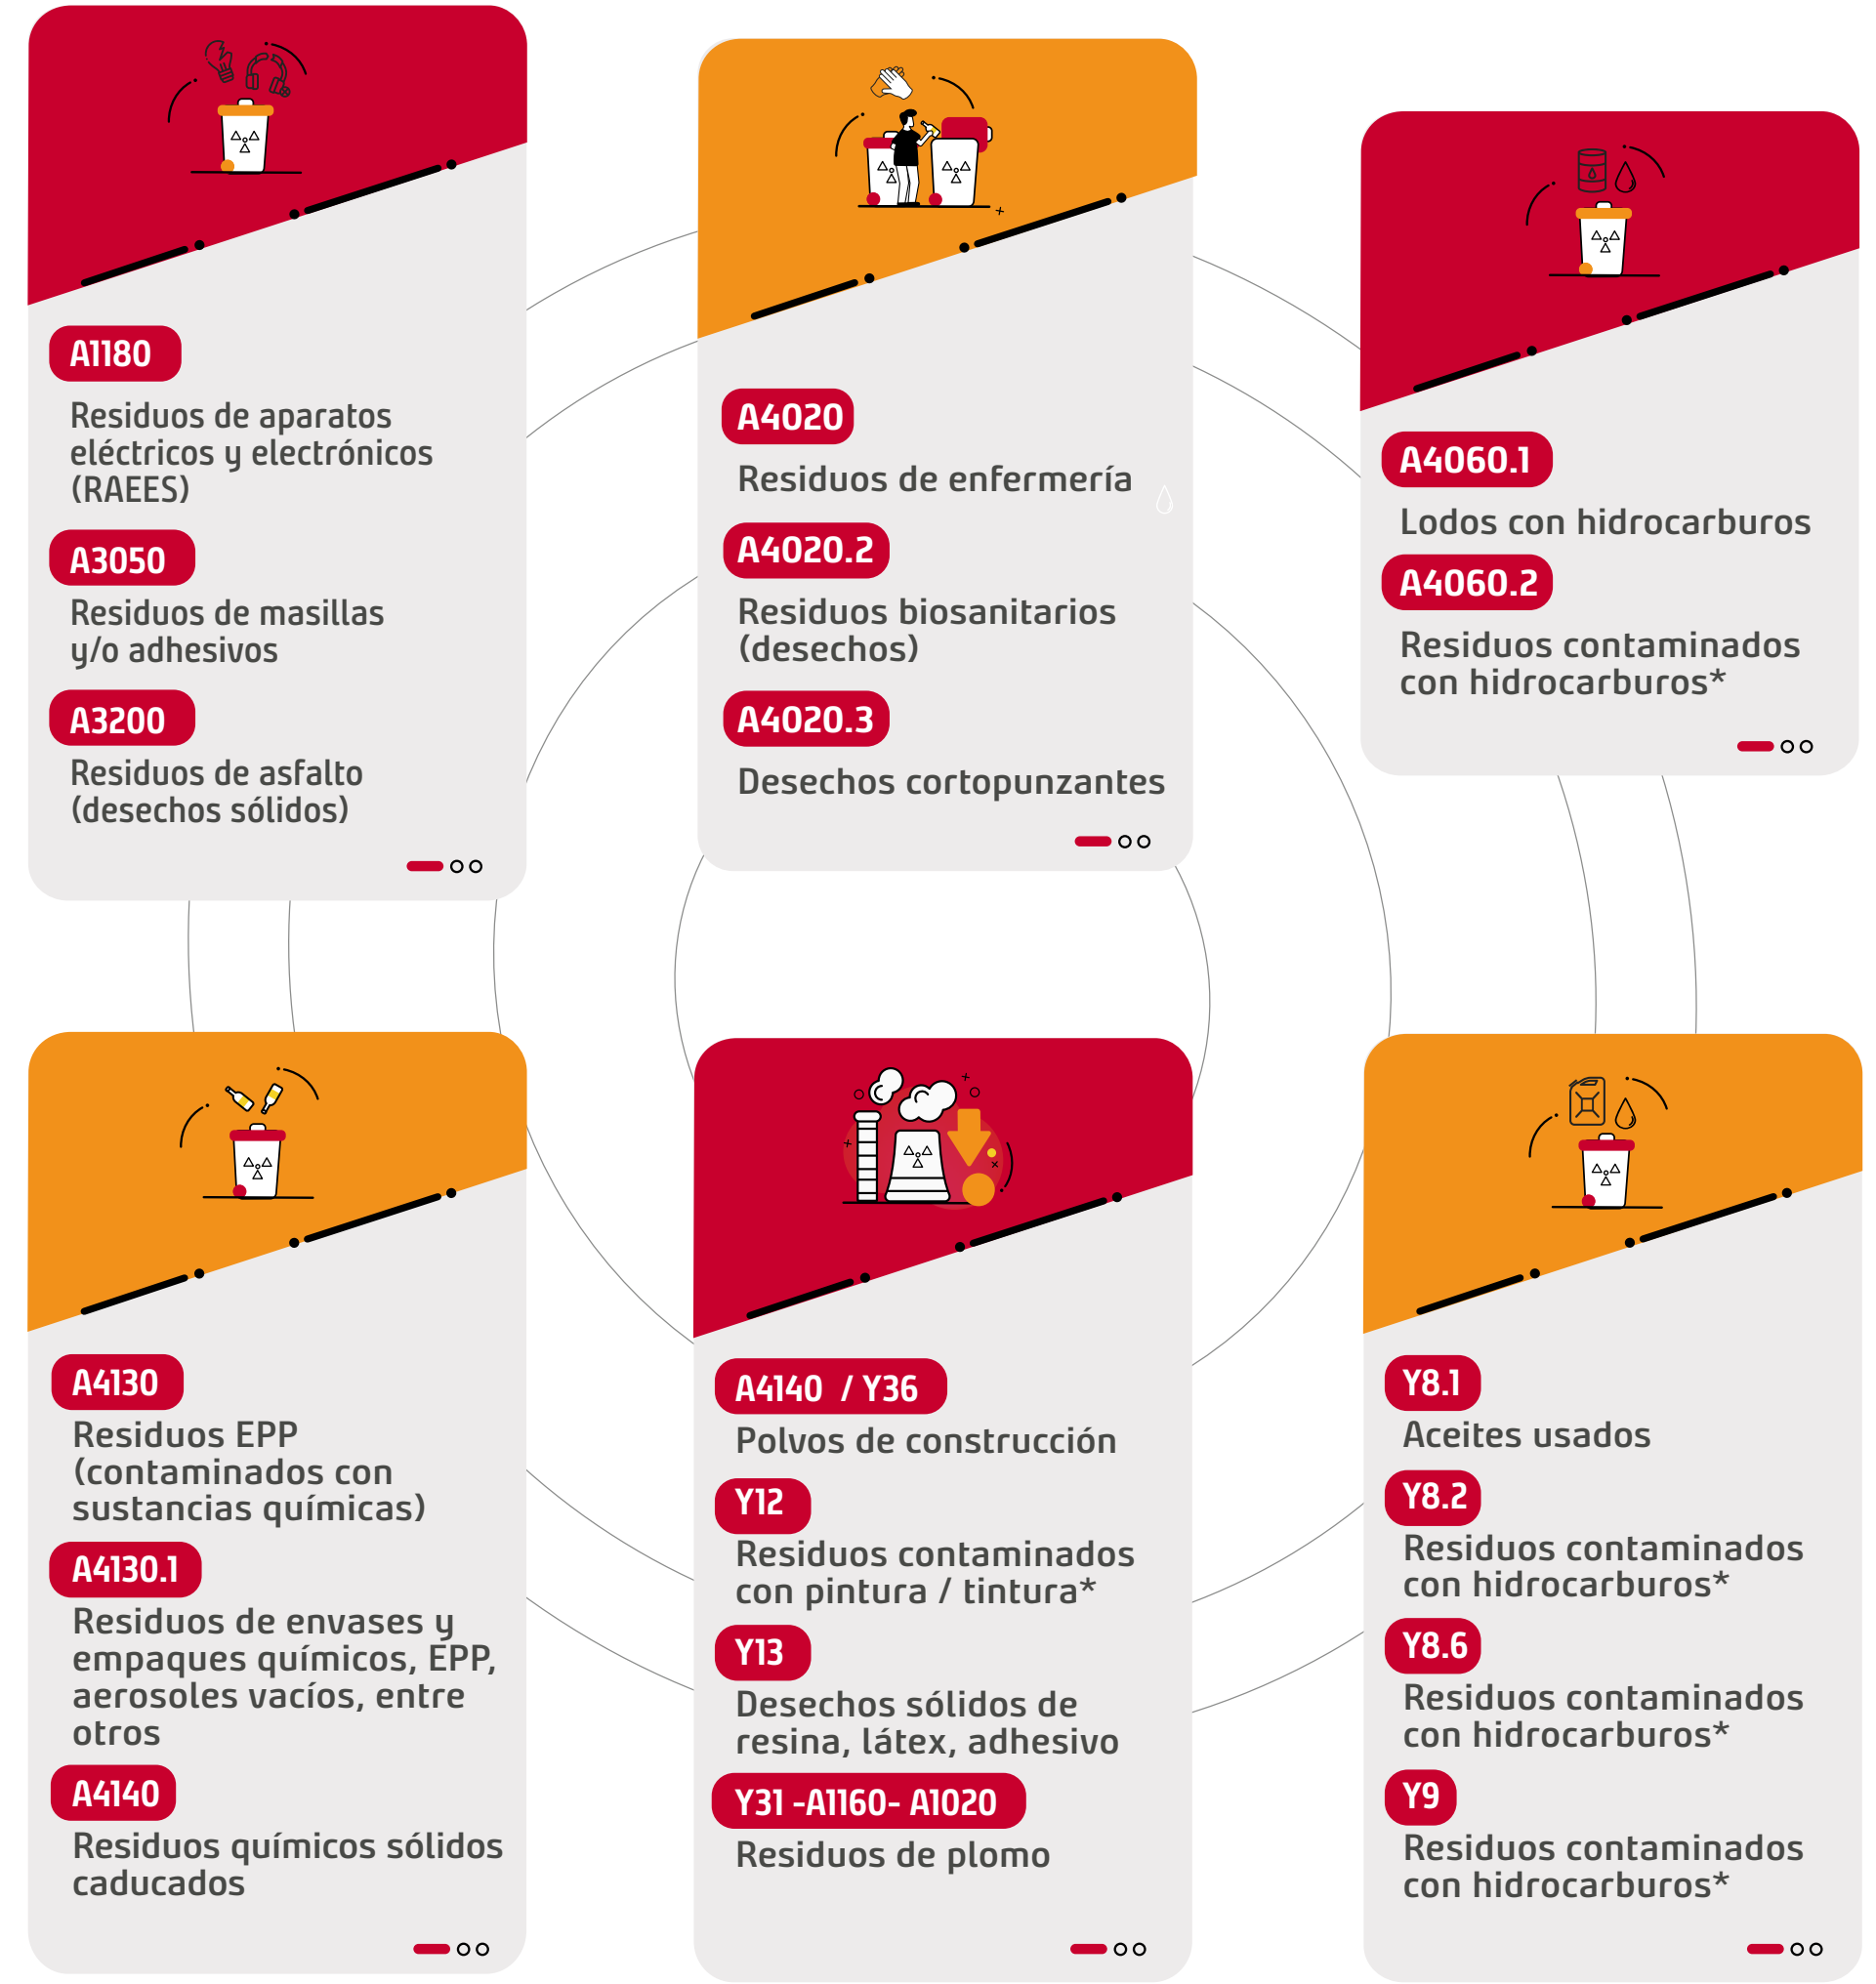 A1180
Residuos de aparatos
eléctricos y electrónicos
(RAEES)
A3050
Residuos de masillas
y/o adhesivos
A3200
Residuos de asfalto
(desechos sólidos)
A4020
Residuos de enfermería
A4020.2
Residuos biosanitarios
(desechos)
A4020.3
Desechos cortopunzantes
A4060.1
Lodos con hidrocarburos
A4060.2
Residuos contaminados
con hidrocarburos*
A4130
Residuos EPP
(contaminados con
sustancias químicas)
A4130.1
Residuos de envases y
empaques químicos, EPP,
aerosoles vacíos, entre
otros
A4140
Residuos químicos sólidos
caducados
A4140 / Y36
Polvos de construcción
Y12
Residuos contaminados
con pintura / tintura*
Y13
Desechos sólidos de
resina, látex, adhesivo
Y31 -A1160- A1020
Residuos de plomo
Y8.1
Aceites usados
Y8.2
Residuos contaminados
con hidrocarburos*
Y8.6
Residuos contaminados
con hidrocarburos*
Y9
Residuos contaminados
con hidrocarburos*